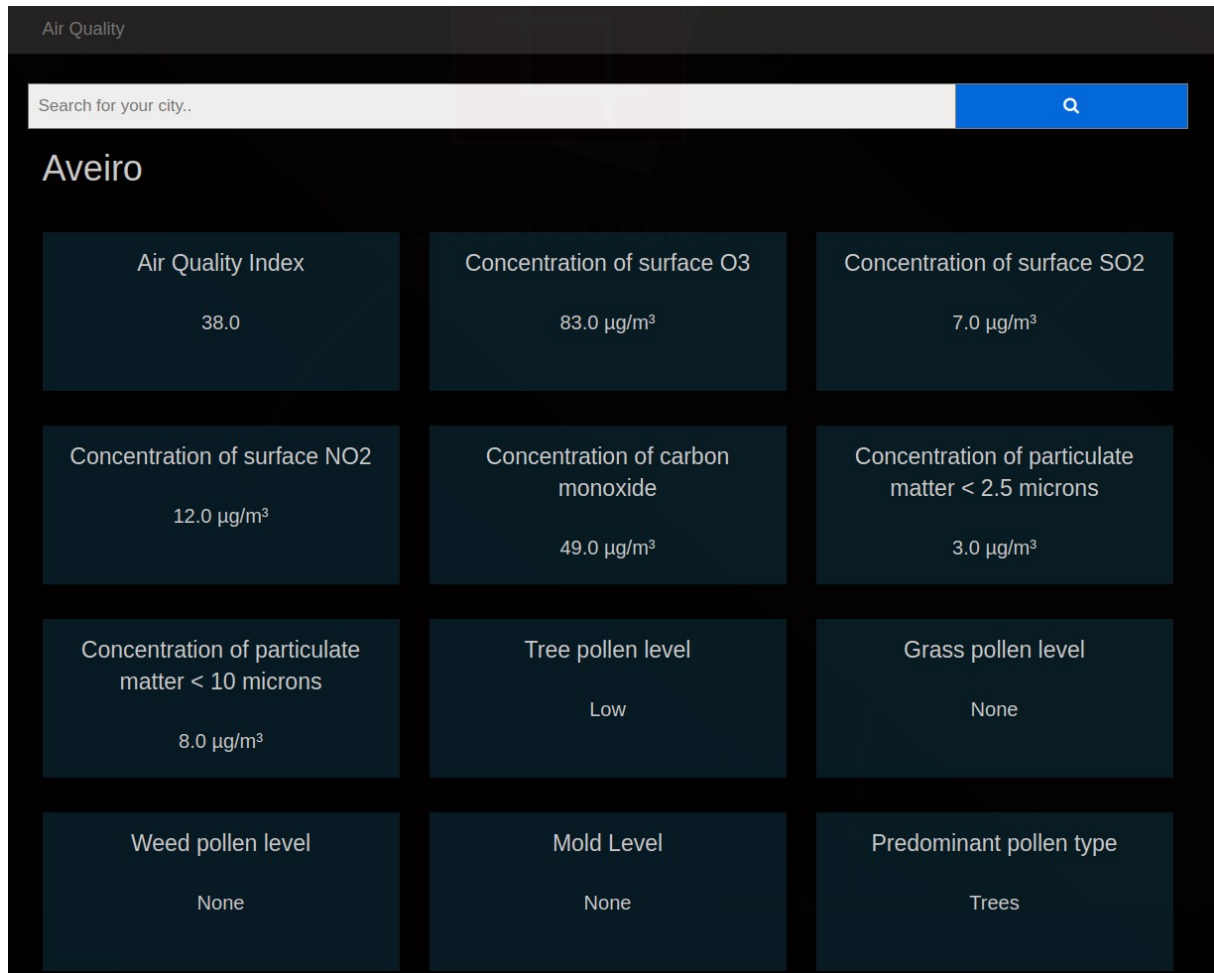 Air Quality
Search for your city..
Aveiro
Air Quality Index
38.0
Concentration of surface O3
83.0 µg/m³
Concentration of surface SO2
7.0 µg/m³
Concentration of surface NO2
12.0 µg/m³
Concentration of carbon
monoxide
49.0 µg/m³
Concentration of particulate
matter < 2.5 microns
3.0 µg/m³
Concentration of particulate
matter < 10 microns
8.0 µg/m³
Tree pollen level
Low
Grass pollen level
None
Weed pollen level
None
Mold Level
None
Predominant pollen type
Trees